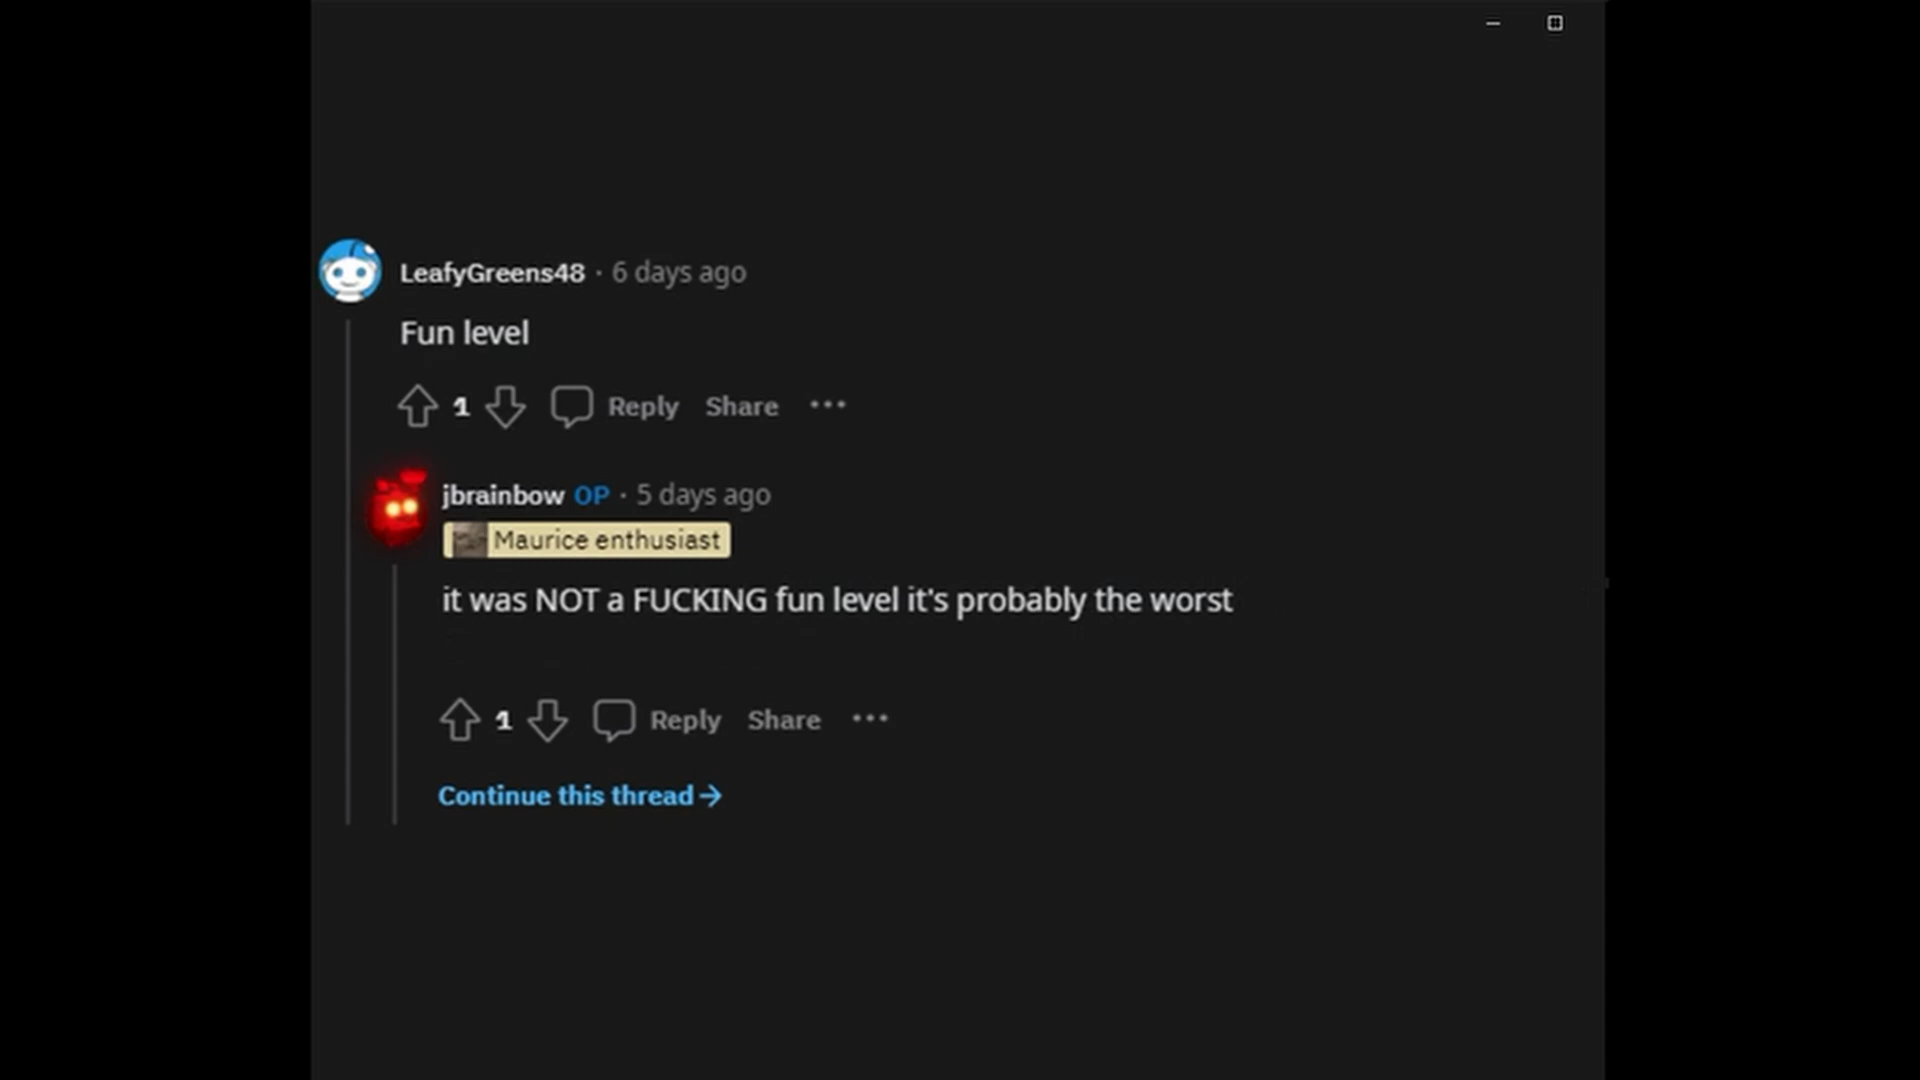 LeafyGreens48 · 6 days ago
Fun level
1 Reply Share ···
jbrainbow OP · 5 days ago
Maurice enthusiast
it was NOT a FUCKING fun level it's probably the worst
1 Reply Share ···
Continue this thread →